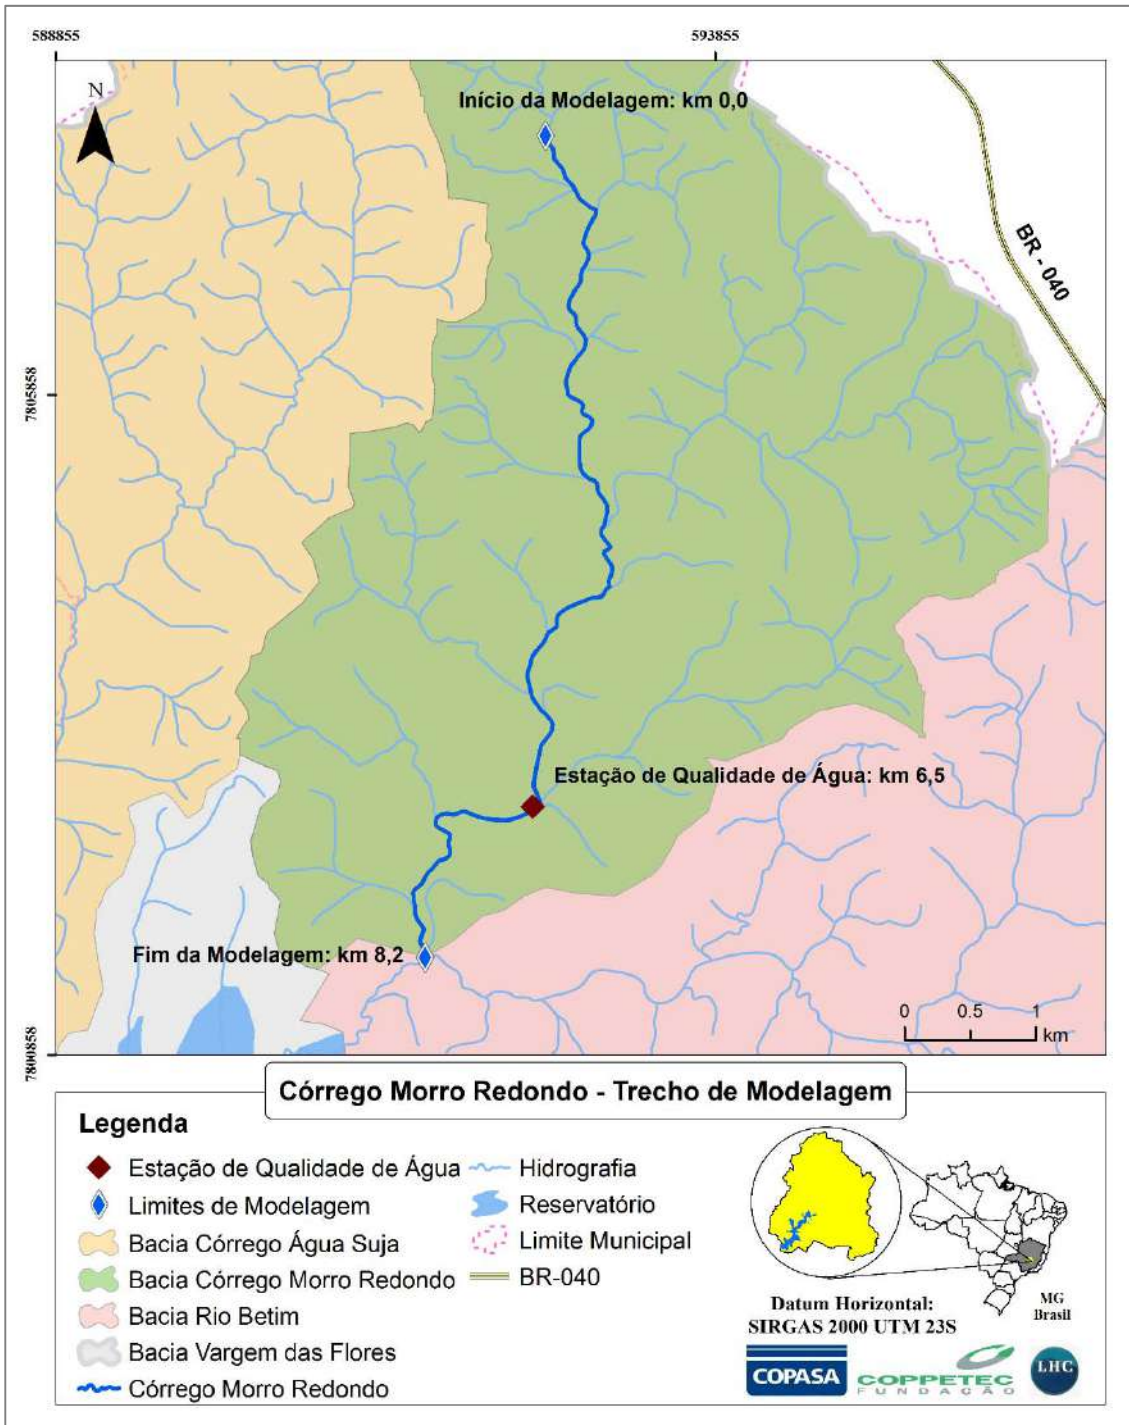 588855
593855
N
Início da Modelagem: km 0,0
BR - 040
7805858
Estação de Qualidade de Água: km 6,5
Fim da Modelagem: km 8,2
0 0.5 1
km
7800858
Córrego Morro Redondo - Trecho de Modelagem
Legenda
Estação de Qualidade de Água
Limites de Modelagem
Bacia Córrego Água Suja
Bacia Córrego Morro Redondo
Bacia Rio Betim
Bacia Vargem das Flores
Córrego Morro Redondo
Hidrografia
Reservatório
Limite Municipal
BR-040
MG
Brasil
Datum Horizontal:
SIRGAS 2000 UTM 23S
COPASA
COPPETEC
FUNDAÇÃO
LHC